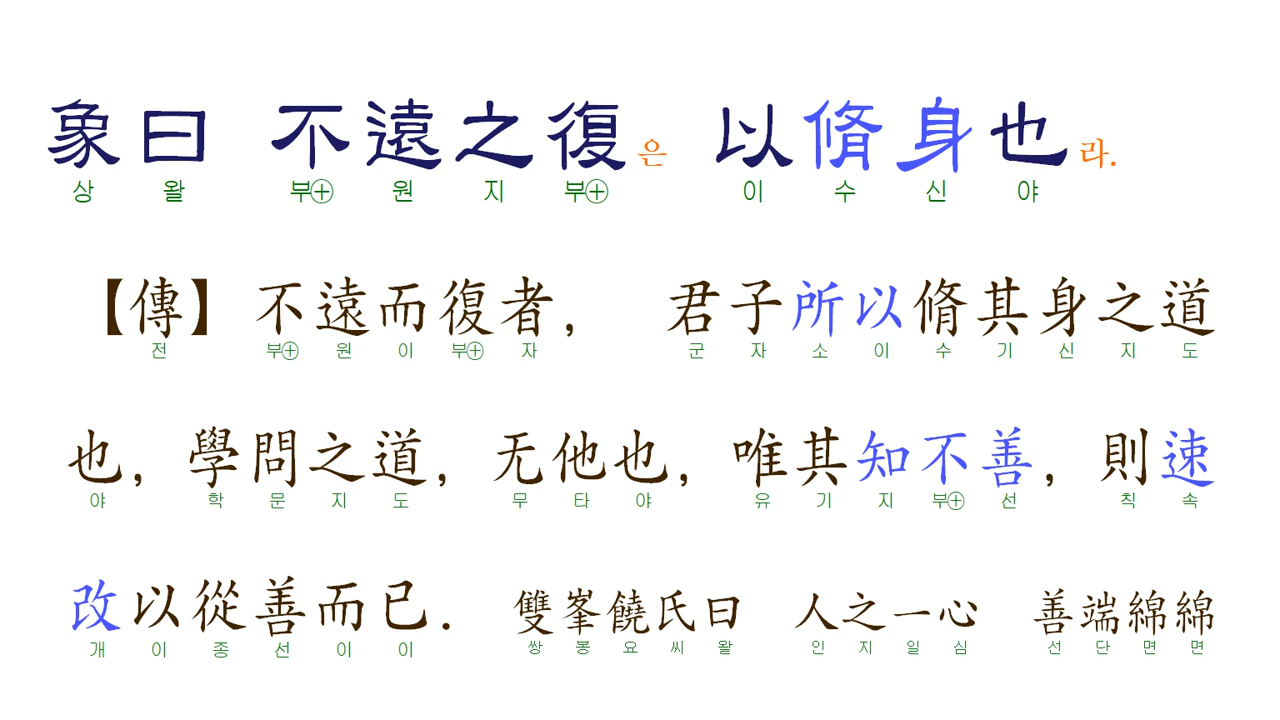 象曰 不遠之復은 以脩身也라.
상 왈 부⊕ 원 지 부⊕ 이 수 신 야
【傳】 不遠而復者, 君子所以脩其身之道
전 부⊕ 원 이 부⊕ 자 군 자 소 이 수 기 신 지 도
也, 學問之道, 无他也, 唯其知不善, 則速
야 학 문 지 도 무 타 야 유 기 지 부⊕ 선 칙 속
改以從善而已. 雙峯饒氏曰 人之一心 善端綿綿
개 이 종 선 이 이 쌍 봉 요 씨 왈 인 지 일 심 선 단 면 면